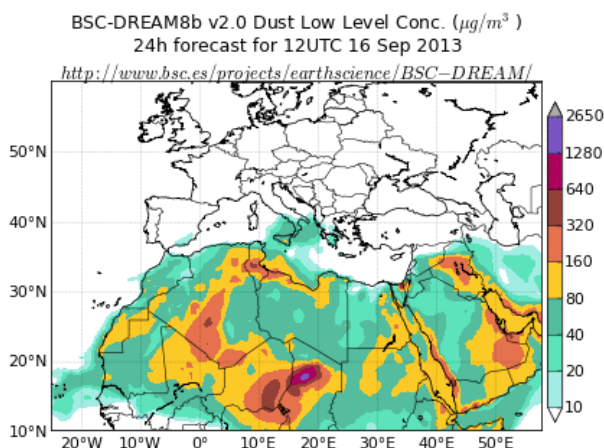 BSC-DREAM8b v2.0 Dust Low Level Conc. (μg/m³ )
24h forecast for 12UTC 16 Sep 2013
http://www.bsc.es/projects/earthscience/BSC−DREAM/
50°N
40°N
30°N
20°N
10°N
20°W 10°W 0° 10°E 20°E 30°E 40°E 50°E
2650
1280
640
320
160
80
40
20
10